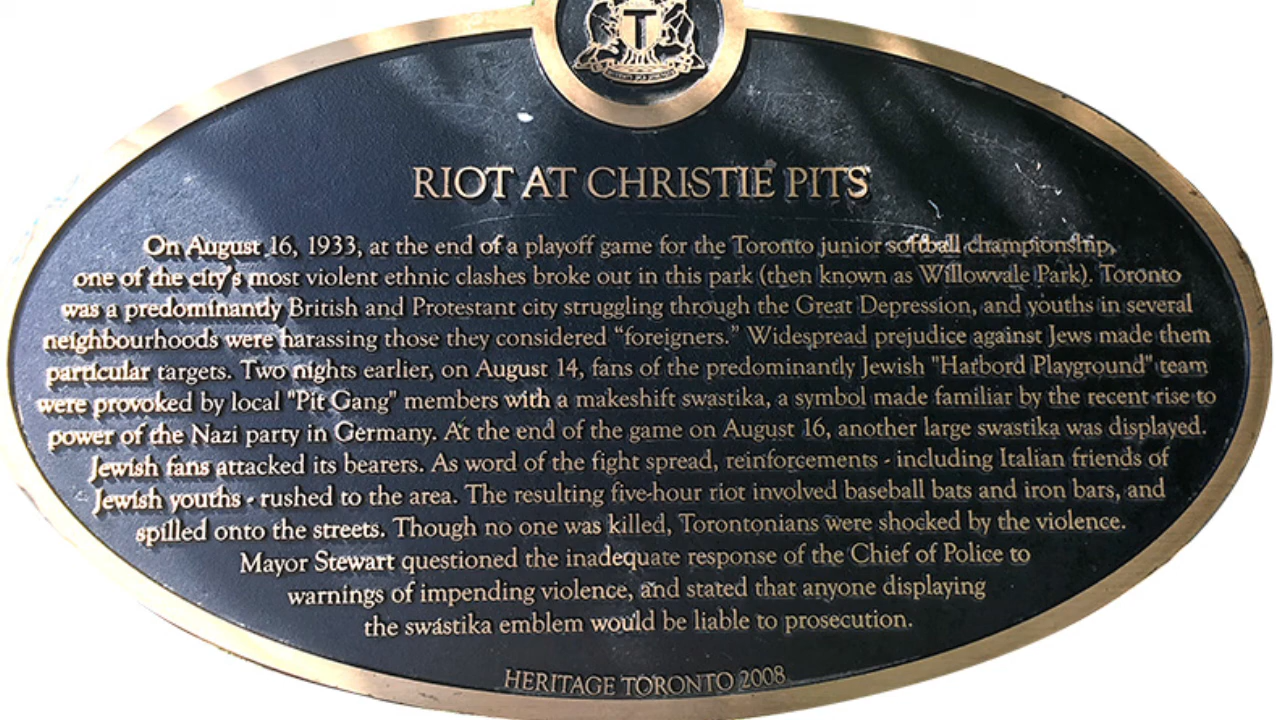 T
RIOT AT CHRISTIE PITS
On August 16, 1933, at the end of a playoff game for the Toronto junior softball championship,
one of the city's most violent ethnic clashes broke out in this park (then known as Willowvale Park). Toronto
was a predominantly British and Protestant city struggling through the Great Depression, and youths in several
neighbourhoods were harassing those they considered "foreigners." Widespread prejudice against Jews made them
particular targets. Two nights earlier, on August 14, fans of the predominantly Jewish "Harbord Playground" team
were provoked by local "Pit Gang" members with a makeshift swastika, a symbol made familiar by the recent rise to
power of the Nazi party in Germany. At the end of the game on August 16, another large swastika was displayed.
Jewish fans attacked its bearers. As word of the fight spread, reinforcements - including Italian friends of
Jewish youths - rushed to the area. The resulting five-hour riot involved baseball bats and iron bars, and
spilled onto the streets. Though no one was killed, Torontonians were shocked by the violence.
Mayor Stewart questioned the inadequate response of the Chief of Police to
warnings of impending violence, and stated that anyone displaying
the swastika emblem would be liable to prosecution.
HERITAGE TORONTO 2008